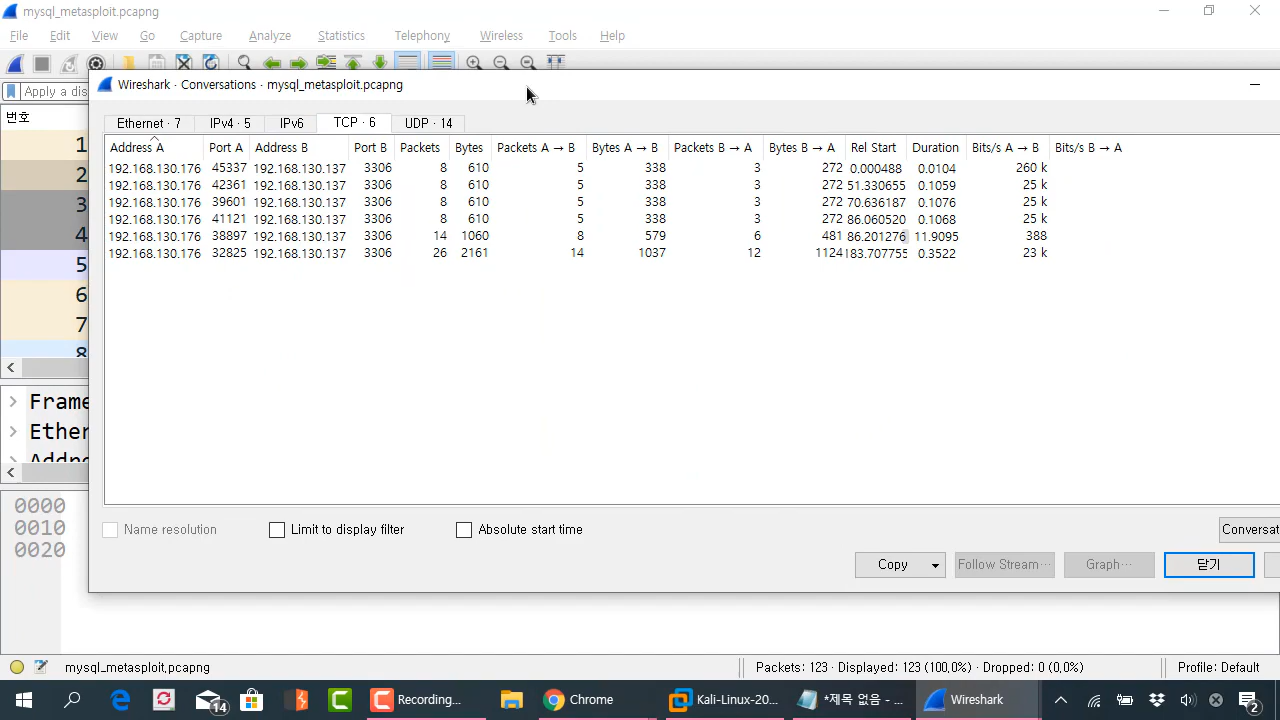 mysql_metasploit.pcapng
File Edit View Go Capture Analyze Statistics Telephony Wireless Tools Help
Wireshark · Conversations · mysql_metasploit.pcapng
Apply a dis
번호
Ethernet · 7 IPv4 · 5 IPv6 TCP · 6 UDP · 14
Address A Port A Address B Port B Packets Bytes Packets A → B Bytes A → B Packets B → A Bytes B → A Rel Start Duration Bits/s A → B Bits/s B → A
192.168.130.176 45337 192.168.130.137 3306 8 610 5 338 3 272 0.000488 0.0104 260 k
192.168.130.176 42361 192.168.130.137 3306 8 610 5 338 3 272 51.330655 0.1059 25 k
192.168.130.176 39601 192.168.130.137 3306 8 610 5 338 3 272 70.636187 0.1076 25 k
192.168.130.176 41121 192.168.130.137 3306 8 610 5 338 3 272 86.060520 0.1068 25 k
192.168.130.176 38897 192.168.130.137 3306 14 1060 8 579 6 481 86.201276 11.9095 388
192.168.130.176 32825 192.168.130.137 3306 26 2161 14 1037 12 1124 183.707755 0.3522 23 k
1
2
3
4
5
6
7
8
Frame
Ether
Addre
0000
0010
0020
Name resolution Limit to display filter Absolute start time Conversat
Copy Follow Stream… Graph… 닫기
mysql_metasploit.pcapng Packets: 123 · Displayed: 123 (100,0%) · Dropped: 0 (0,0%) Profile: Default
14 Recording... Chrome Kali-Linux-20... *제목 없음 - ... Wireshark 2